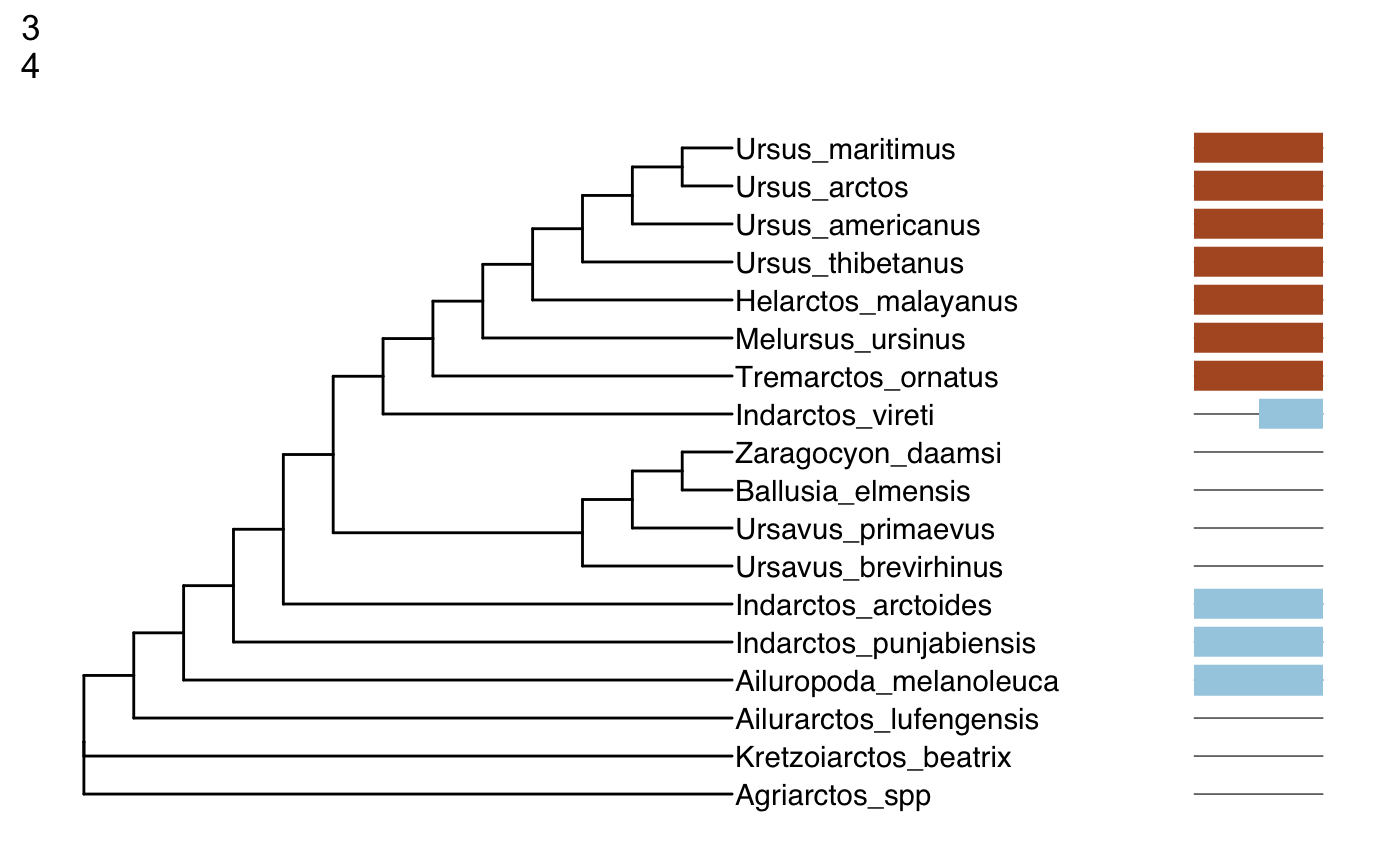 3
4
Ursus_maritimus
Ursus_arctos
Ursus_americanus
Ursus_thibetanus
Helarctos_malayanus
Melursus_ursinus
Tremarctos_ornatus
Indarctos_vireti
Zaragocyon_daamsi
Ballusia_elmensis
Ursavus_primaevus
Ursavus_brevirhinus
Indarctos_arctoides
Indarctos_punjabiensis
Ailuropoda_melanoleuca
Ailurarctos_lufengensis
Kretzoiarctos_beatrix
Agriarctos_spp